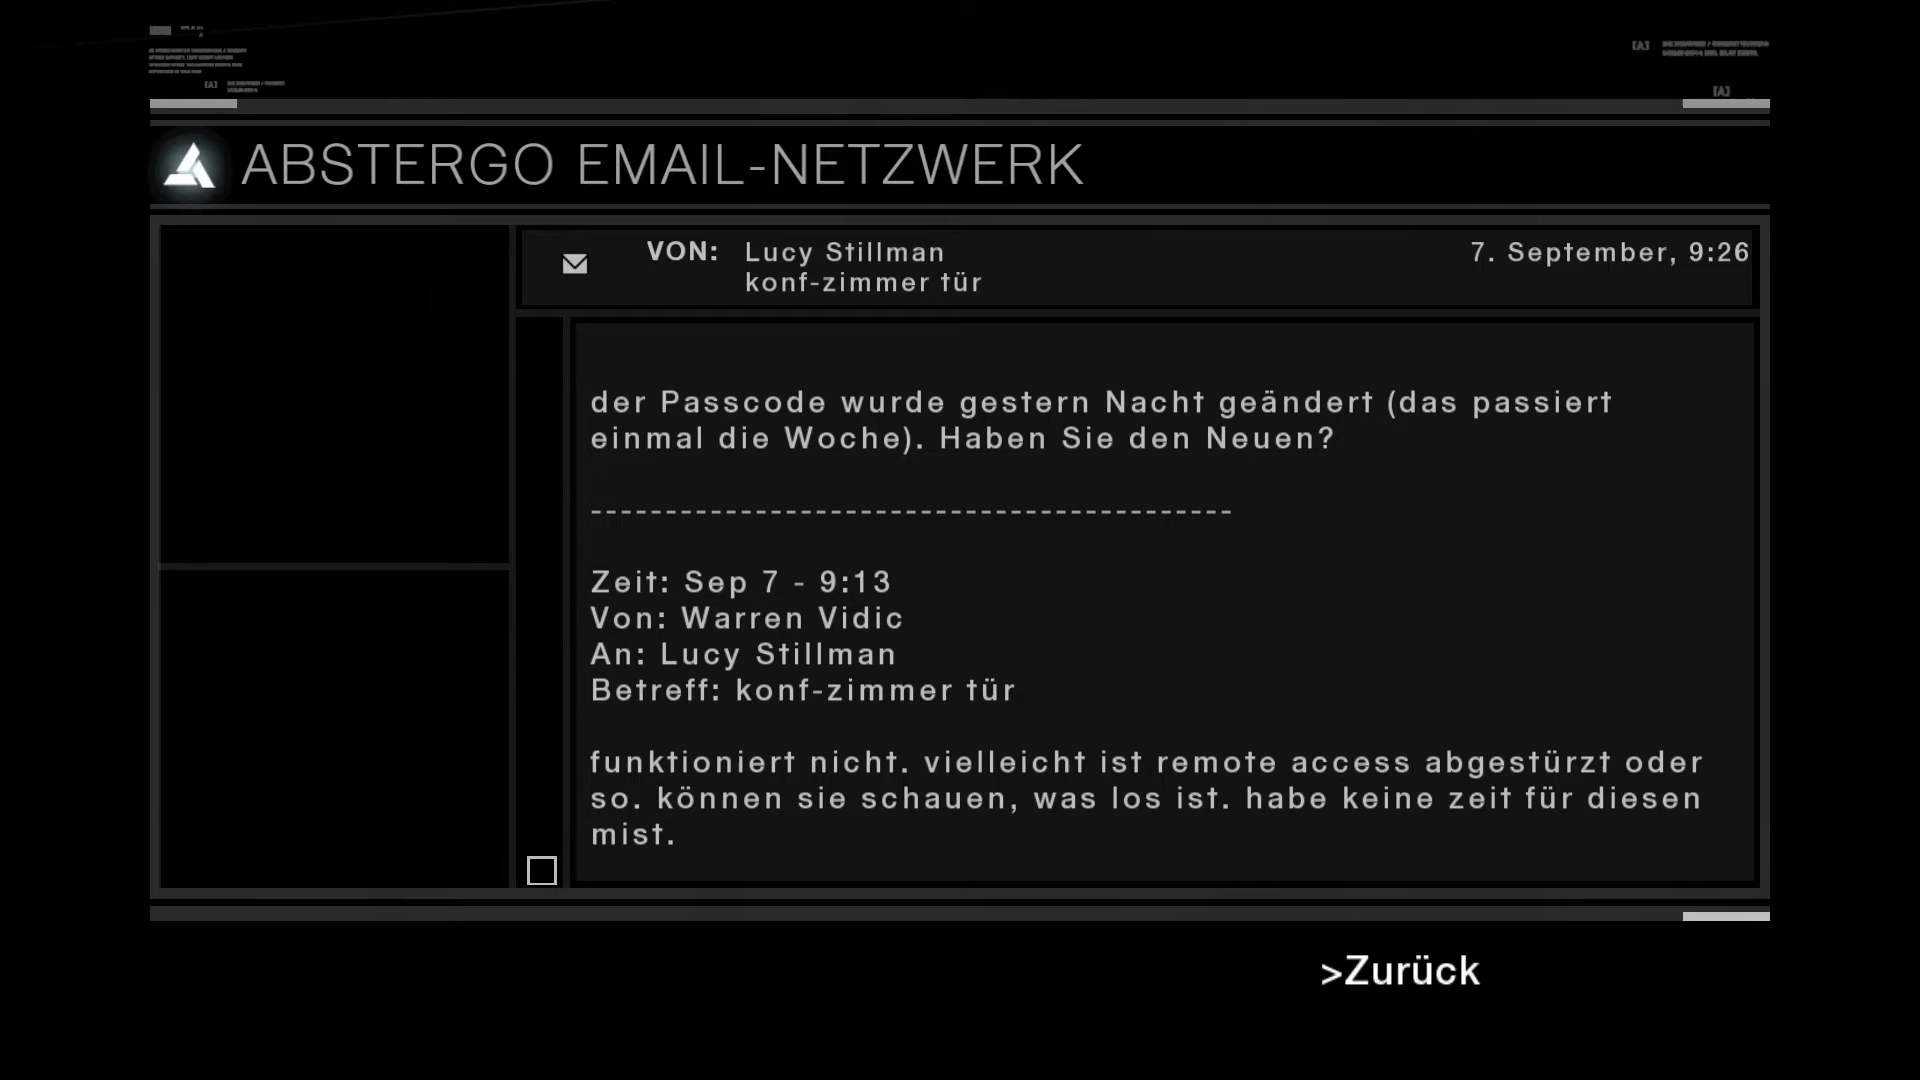 [A]
[A]
[A]
ABSTERGO EMAIL-NETZWERK
VON: Lucy Stillman 7. September, 9:26
konf-zimmer tür
der Passcode wurde gestern Nacht geändert (das passiert
einmal die Woche). Haben Sie den Neuen?
-------------------------------------------
Zeit: Sep 7 - 9:13
Von: Warren Vidic
An: Lucy Stillman
Betreff: konf-zimmer tür
funktioniert nicht. vielleicht ist remote access abgestürzt oder
so. können sie schauen, was los ist. habe keine zeit für diesen
mist.
>Zurück